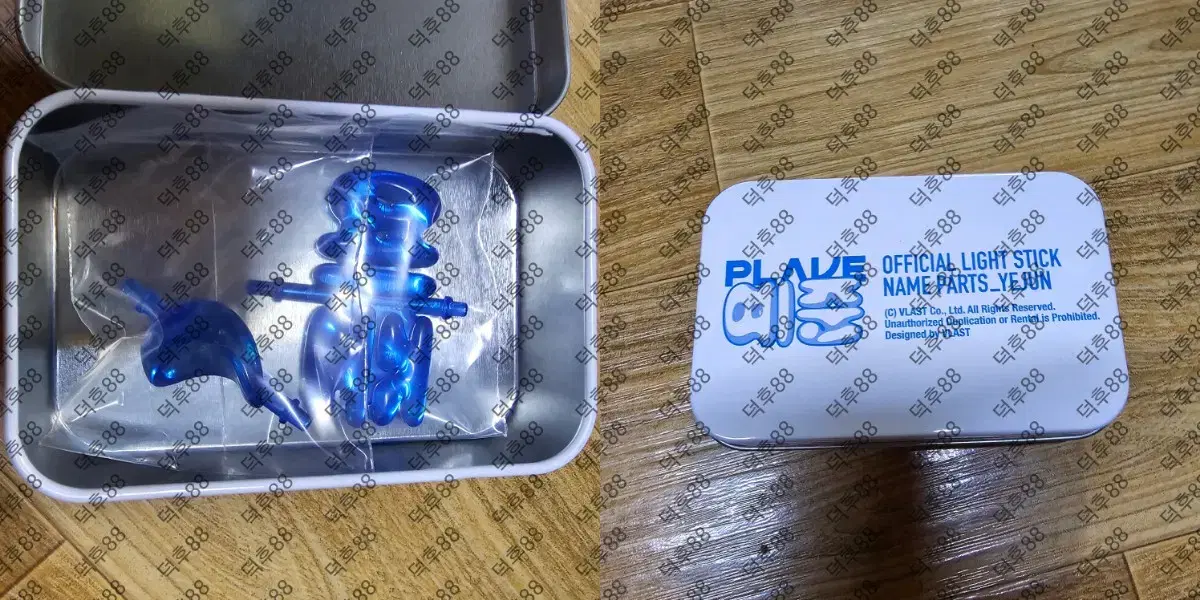 PLAVE
예준
OFFICIAL LIGHT STICK
NAME PARTS_YEJUN
(C) VLAST Co., Ltd. All Rights Reserved.
Unauthorized Duplication or Rental is Prohibited.
Designed by VLAST
덕후88